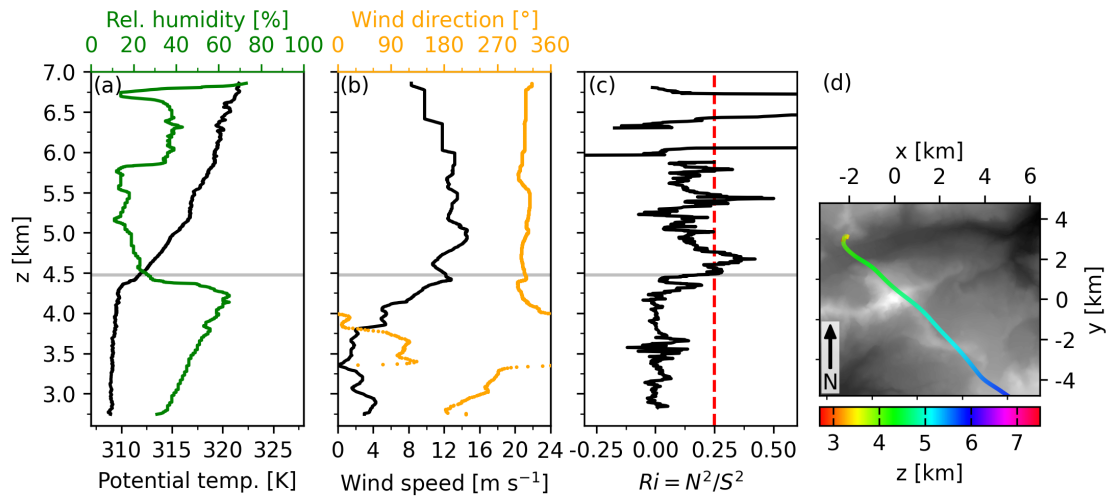 Rel. humidity [%]
0 20 40 60 80 100
Wind direction [°]
0 90 180 270 360
7.0
6.5
6.0
5.5
5.0
4.5
4.0
3.5
3.0
z [km]
(a)
(b)
(c)
(d)
310 315 320 325
Potential temp. [K]
0 4 8 12 16 20 24
Wind speed [m s⁻¹]
-0.25 0.00 0.25 0.50
Ri = N²/S²
x [km]
-2 0 2 4 6
4
2
0
-2
-4
y [km]
N
3 4 5 6 7
z [km]